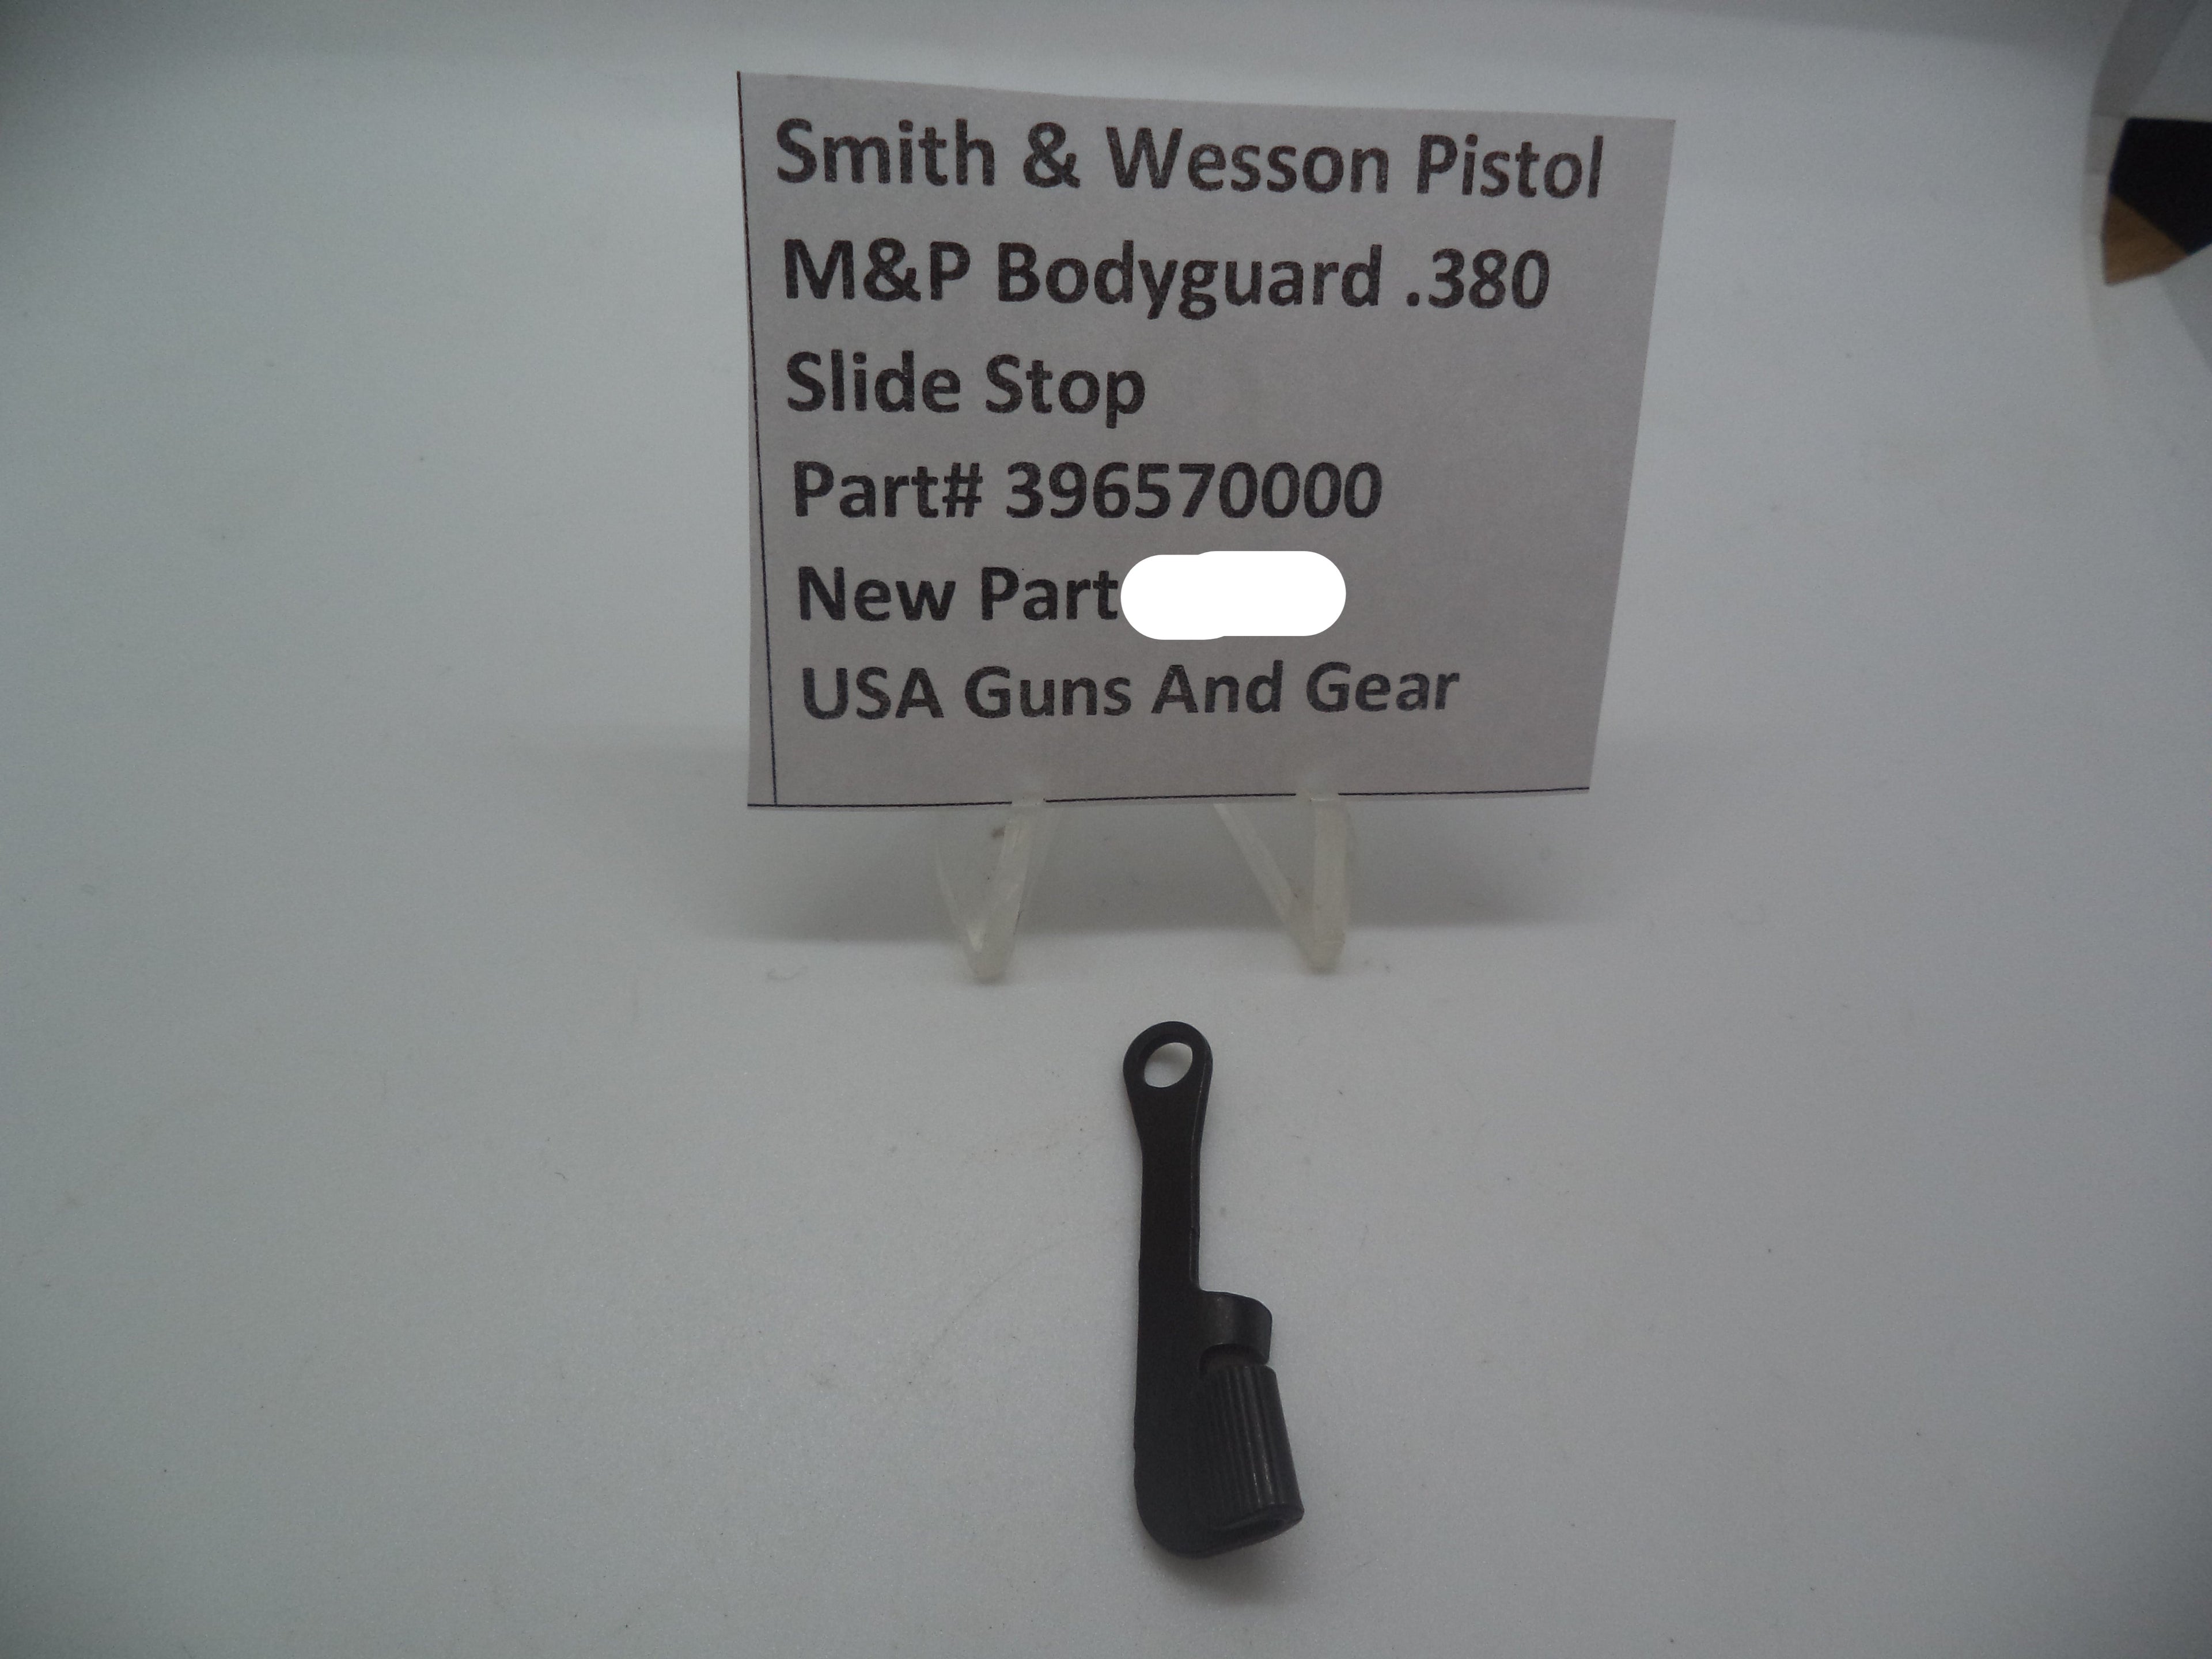 Smith & Wesson Pistol
M&P Bodyguard .380
Slide Stop
Part# 396570000
New Part
USA Guns And Gear